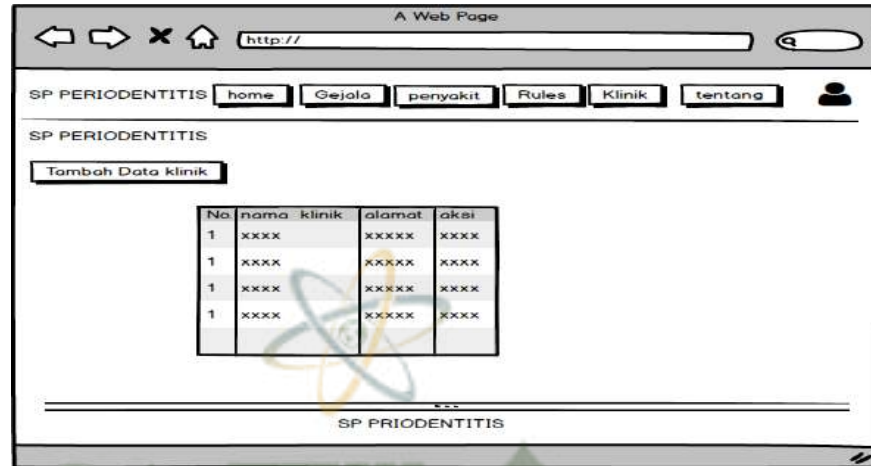 A Web Page
http://
SP PERIODENTITIS home Gejala penyakit Rules Klinik tentang
SP PERIODENTITIS
Tambah Data klinik
No. nama klinik alamat aksi
1 xxxx xxxxx xxxx
1 xxxx xxxxx xxxx
1 xxxx xxxxx xxxx
1 xxxx xxxxx xxxx
SP PRIODENTITIS